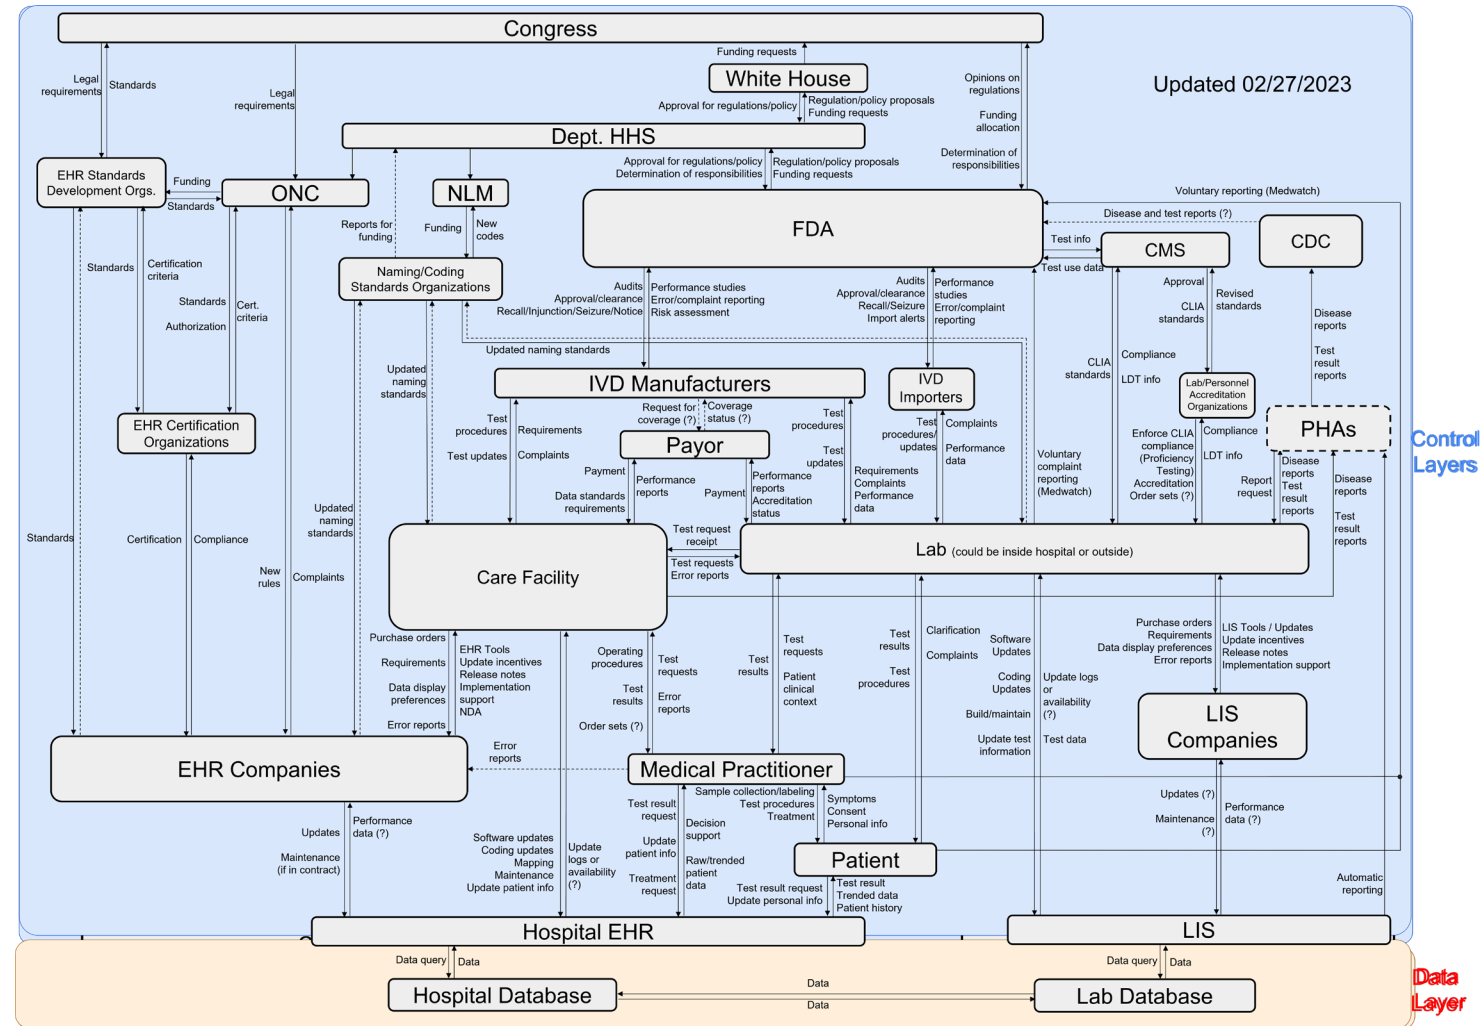 Congress
Funding requests
White House
Updated 02/27/2023
Legal
requirements
Standards
Legal
requirements
Opinions on
regulations
Funding
allocation
Determination of
responsibilities
Approval for regulations/policy
Regulation/policy proposals
Funding requests
Dept. HHS
EHR Standards
Development Orgs.
Funding
Standards
ONC
NLM
Approval for regulations/policy
Determination of responsibilities
Regulation/policy proposals
Funding requests
Voluntary reporting (Medwatch)
Disease and test reports (?)
FDA
Test info
Test use data
CMS
CDC
Reports for
funding
Funding
New
codes
Naming/Coding
Standards Organizations
Standards
Certification
criteria
Standards
Authorization
Cert.
criteria
Audits
Approval/clearance
Recall/Injunction/Seizure/Notice
Performance studies
Error/complaint reporting
Risk assessment
Audits
Approval/clearance
Recall/Seizure
Import alerts
Performance
studies
Error/complaint
reporting
Approval
CLIA
standards
Revised
standards
Disease
reports
Test
result
reports
Updated naming standards
Updated
naming
standards
CLIA
standards
Compliance
LDT info
IVD Manufacturers
IVD
Importers
Lab/Personnel
Accreditation
Organizations
Request for
coverage (?)
Coverage
status (?)
Test
procedures
Test updates
Requirements
Complaints
Payor
Test
procedures
Test
updates
Requirements
Complaints
Performance
data
Test
procedures/
updates
Complaints
Performance
data
EHR Certification
Organizations
PHAs
Control
Layers
Payment
Data standards
requirements
Performance
reports
Payment
Performance
reports
Accreditation
status
Voluntary
complaint
reporting
(Medwatch)
Enforce CLIA
compliance
(Proficiency
Testing)
Accreditation
Order sets (?)
Compliance
LDT info
Report
request
Disease
reports
Test
result
reports
Disease
reports
Test
result
reports
Standards
Certification
Compliance
Updated
naming
standards
New
rules
Complaints
Care Facility
Test request
receipt
Test requests
Error reports
Lab (could be inside hospital or outside)
Purchase orders
Requirements
Data display
preferences
Error reports
EHR Tools
Update incentives
Release notes
Implementation
support
NDA
Operating
procedures
Test
results
Order sets (?)
Test
requests
Error
reports
Test
results
Test
requests
Patient
clinical
context
Test
results
Test
procedures
Clarification
Complaints
Software
Updates
Coding
Updates
Build/maintain
Update test
information
Update logs
or
availability
(?)
Test data
Purchase orders
Requirements
Data display preferences
Error reports
LIS Tools / Updates
Update incentives
Release notes
Implementation support
LIS
Companies
EHR Companies
Error
reports
Medical Practitioner
Sample collection/labeling
Test procedures
Treatment
Symptoms
Consent
Personal info
Updates
Maintenance
(if in contract)
Performance
data (?)
Software updates
Coding updates
Mapping
Maintenance
Update patient info
Update
logs or
availability
(?)
Test result
request
Update
patient info
Treatment
request
Decision
support
Raw/trended
patient
data
Patient
Test result request
Update personal info
Test result
Trended data
Patient history
Updates (?)
Maintenance
(?)
Performance
data (?)
Automatic
reporting
Hospital EHR
LIS
Data query
Data
Data query
Data
Hospital Database
Data
Data
Lab Database
Data
Layer